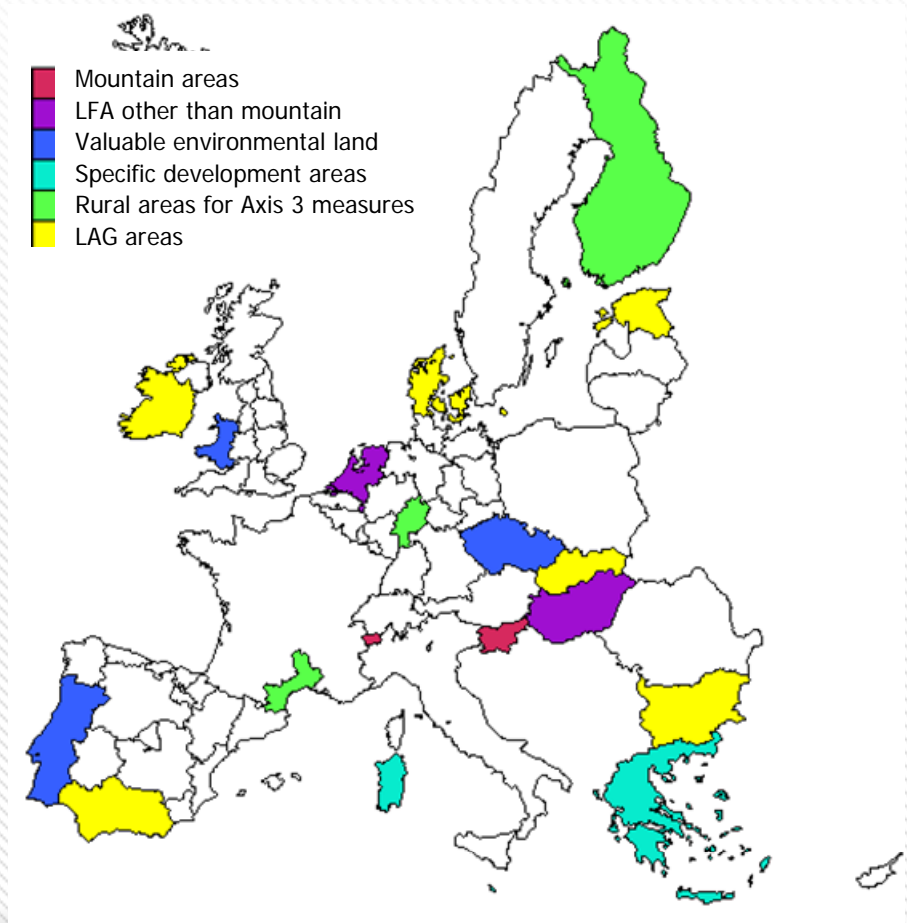 Mountain areas
LFA other than mountain
Valuable environmental land
Specific development areas
Rural areas for Axis 3 measures
LAG areas